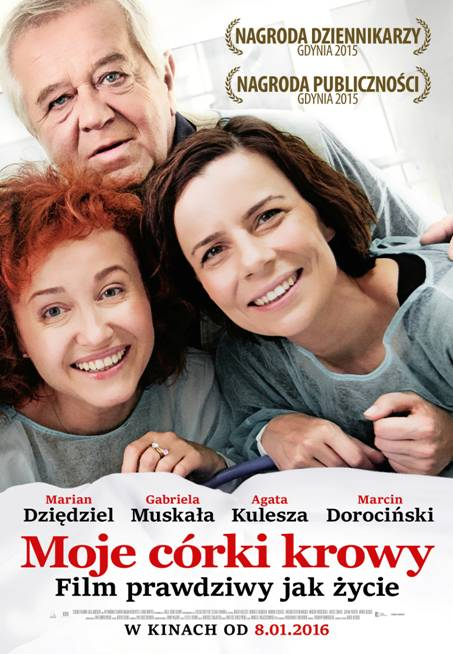 NAGRODA DZIENNIKARZY
GDYNIA 2015
NAGRODA PUBLICZNOŚCI
GDYNIA 2015
Marian Gabriela Agata Marcin
Dziędziel Muskała Kulesza Dorociński
Moje córki krowy
Film prawdziwy jak życie
W KINACH OD 8.01.2016